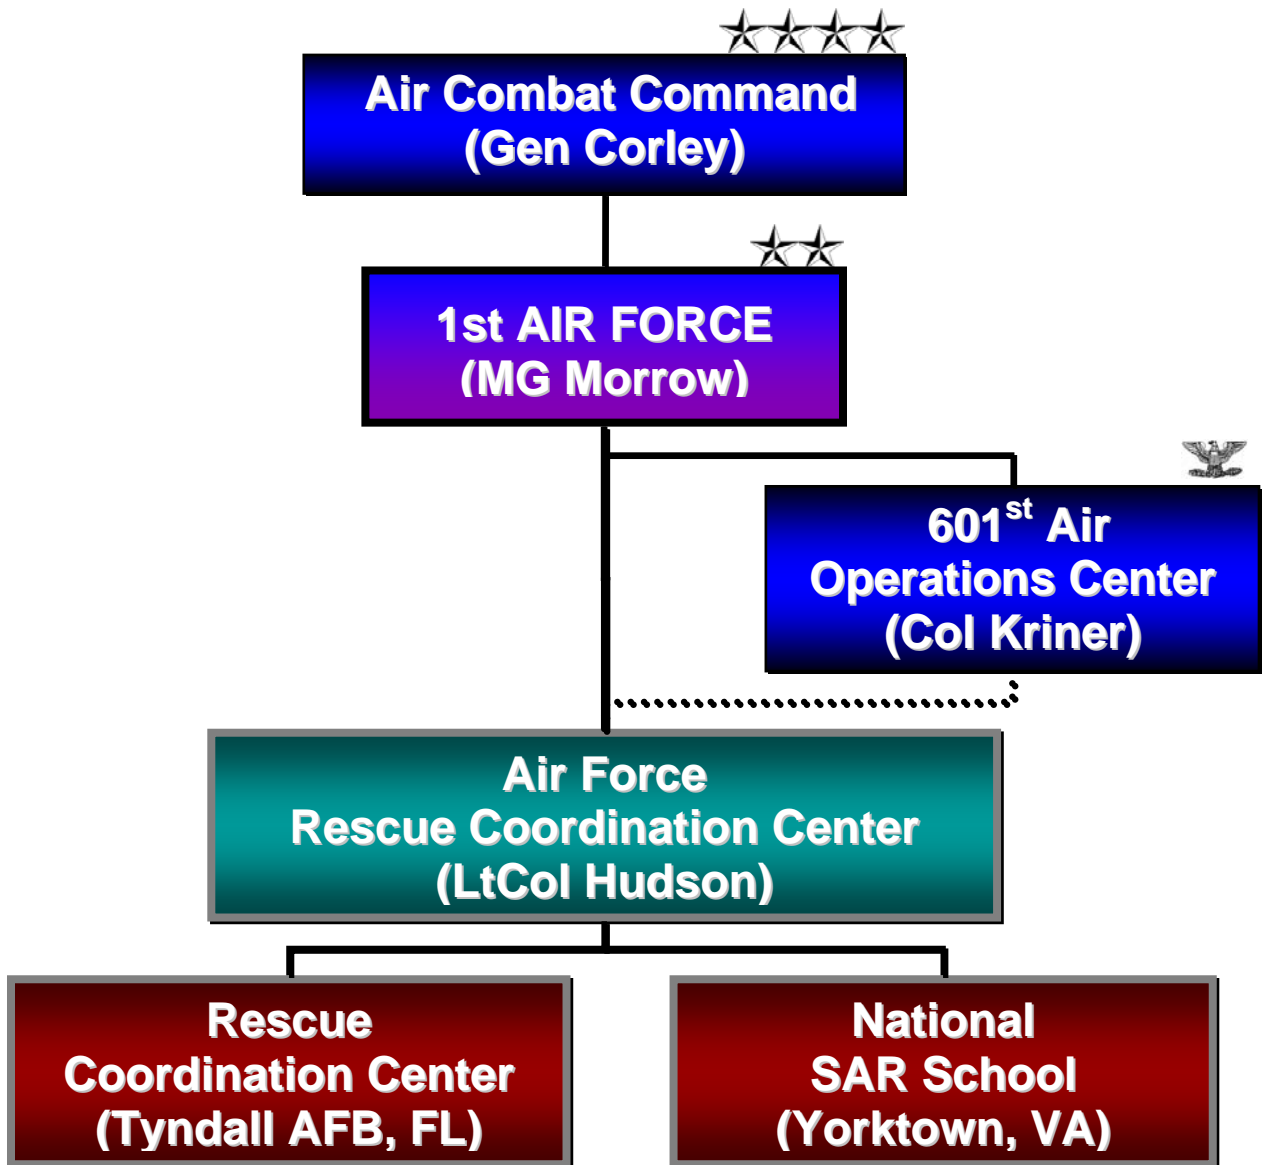 Air Combat Command
(Gen Corley)
1st AIR FORCE
(MG Morrow)
601st Air
Operations Center
(Col Kriner)
Air Force
Rescue Coordination Center
(LtCol Hudson)
Rescue
Coordination Center
(Tyndall AFB, FL)
National
SAR School
(Yorktown, VA)